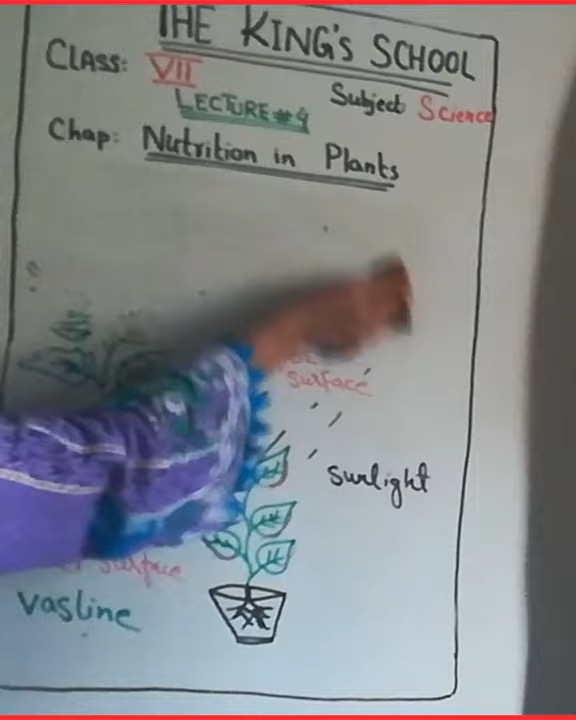 THE KING'S SCHOOL
CLASS: VII
Subject Science
LECTURE #4
Chap: Nutrition in Plants
surface
sunlight
surface
vasline